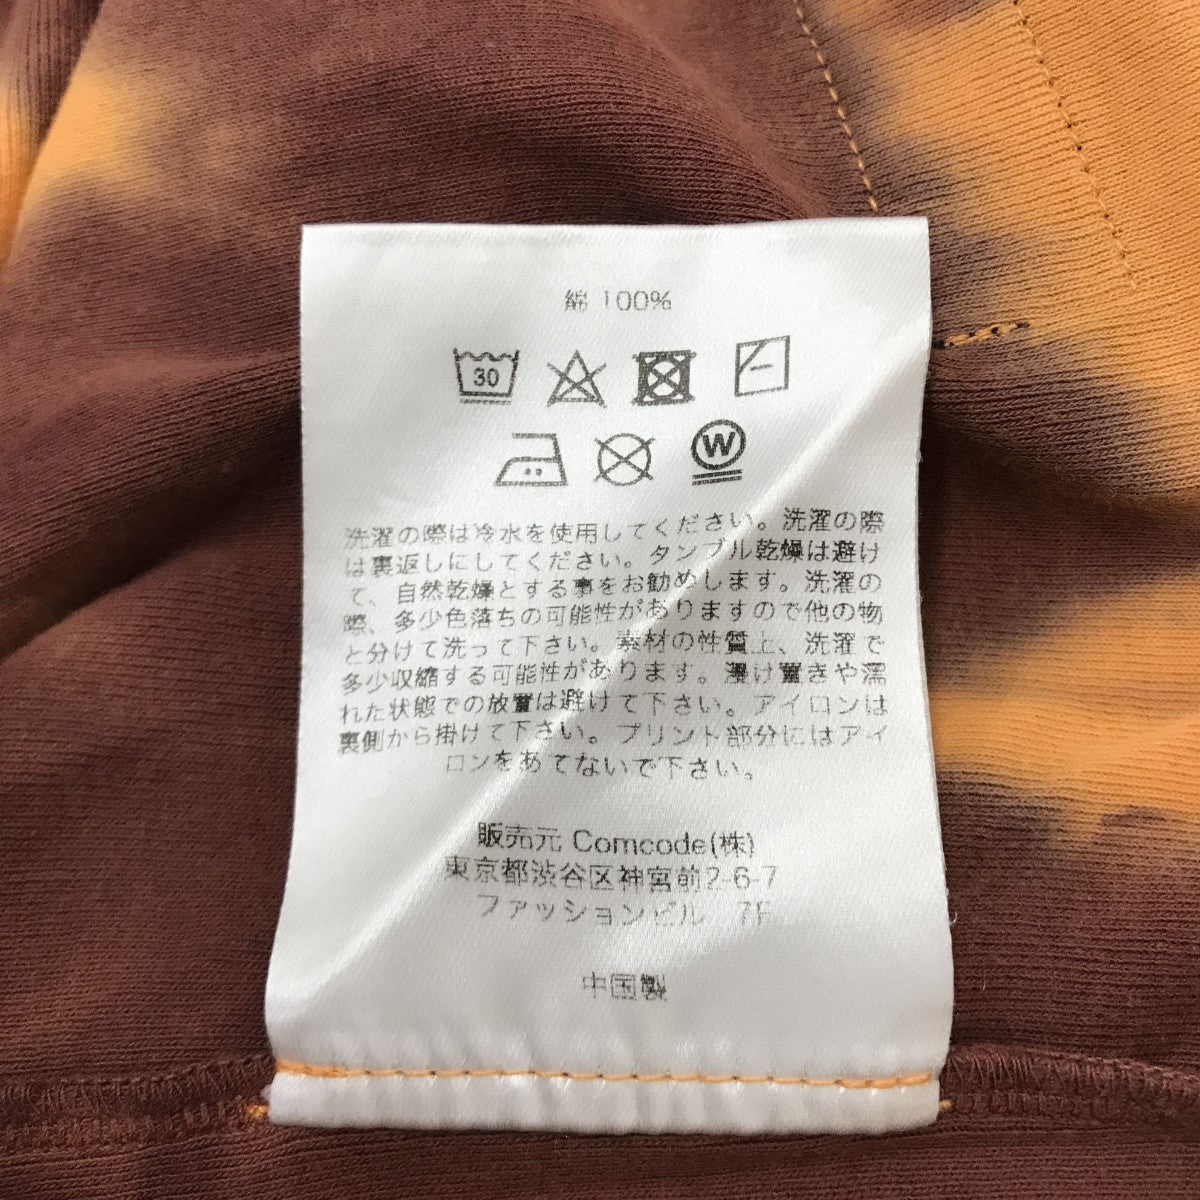 綿 100%
30
W
洗濯の際は冷水を使用してください。洗濯の際
は裏返しにしてください。タンブル乾燥は避け
て、自然乾燥とする事をお勧めします。洗濯の
際、多少色落ちの可能性がありますので他の物
と分けて洗って下さい。素材の性質上、洗濯で
多少収縮する可能性があります。漬け置きや濡
れた状態での放置は避けて下さい。アイロンは
裏側から掛けて下さい。プリント部分にはアイ
ロンをあてないで下さい。
販売元 Comcode(株)
東京都渋谷区神宮前2-6-7
ファッションビル 7F
中国製